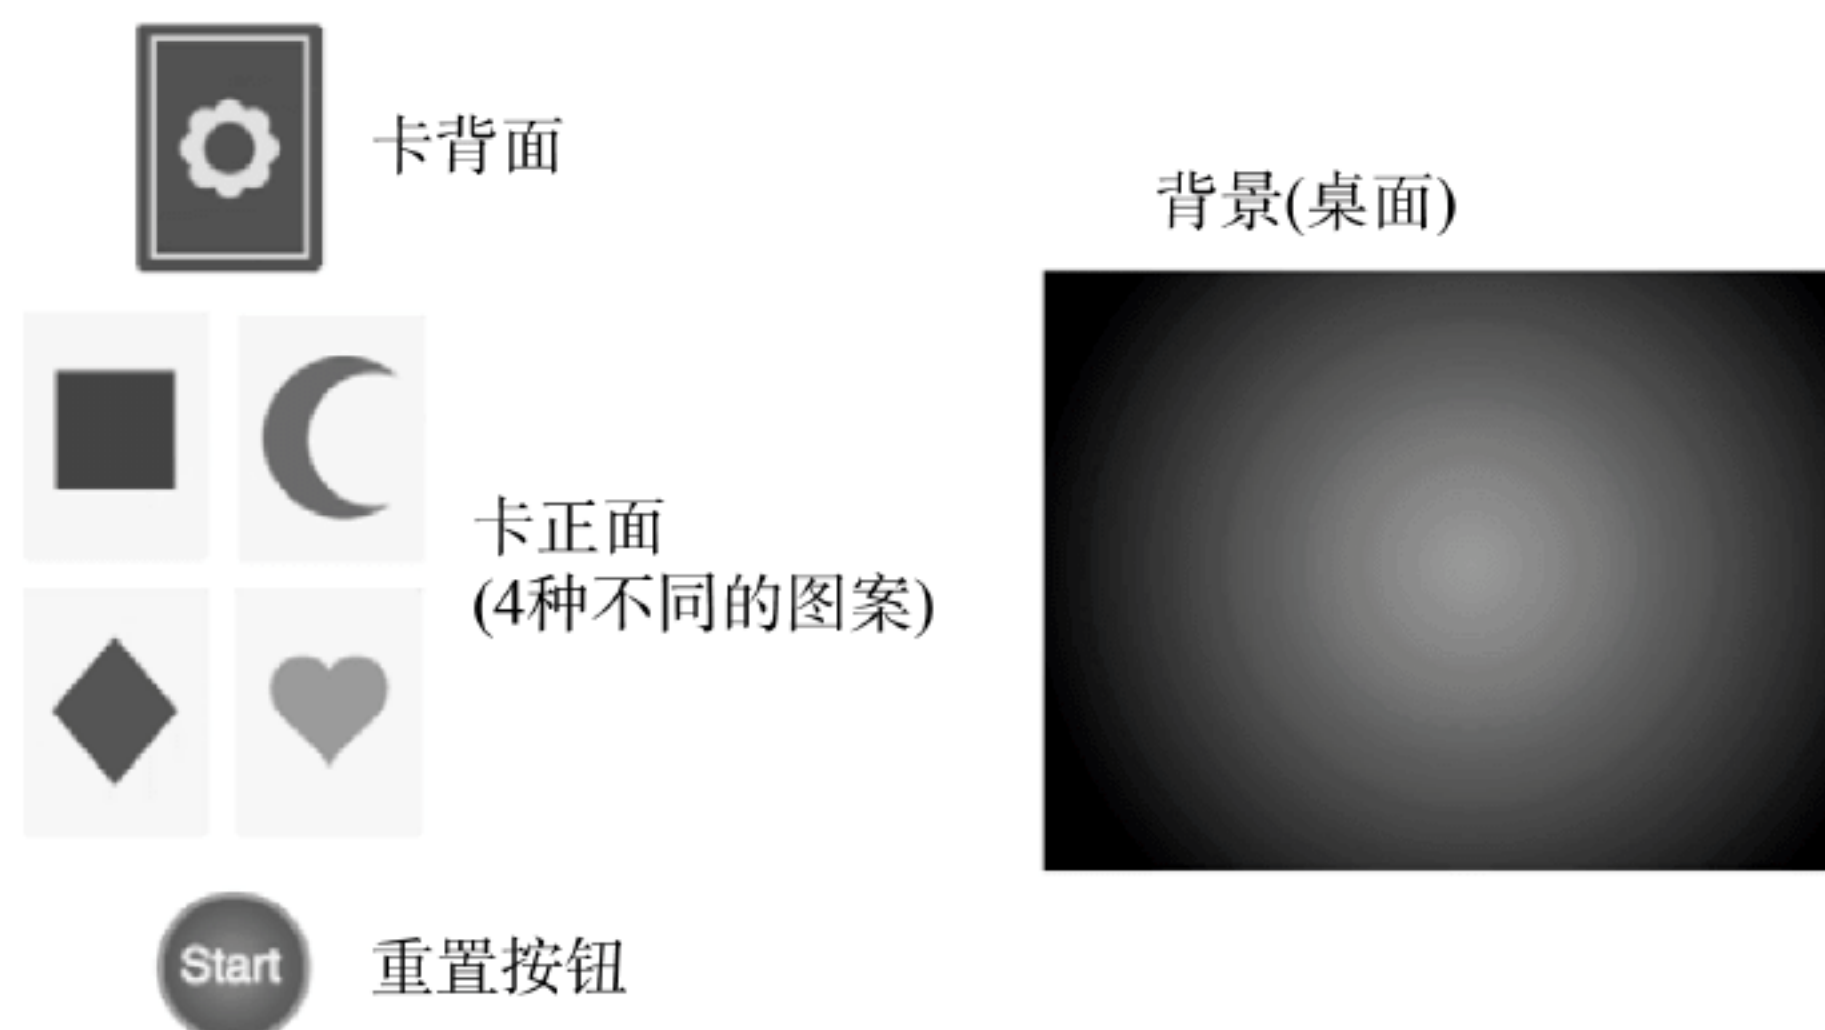 卡背面
背景(桌面)
卡正面
(4种不同的图案)
Start
重置按钮